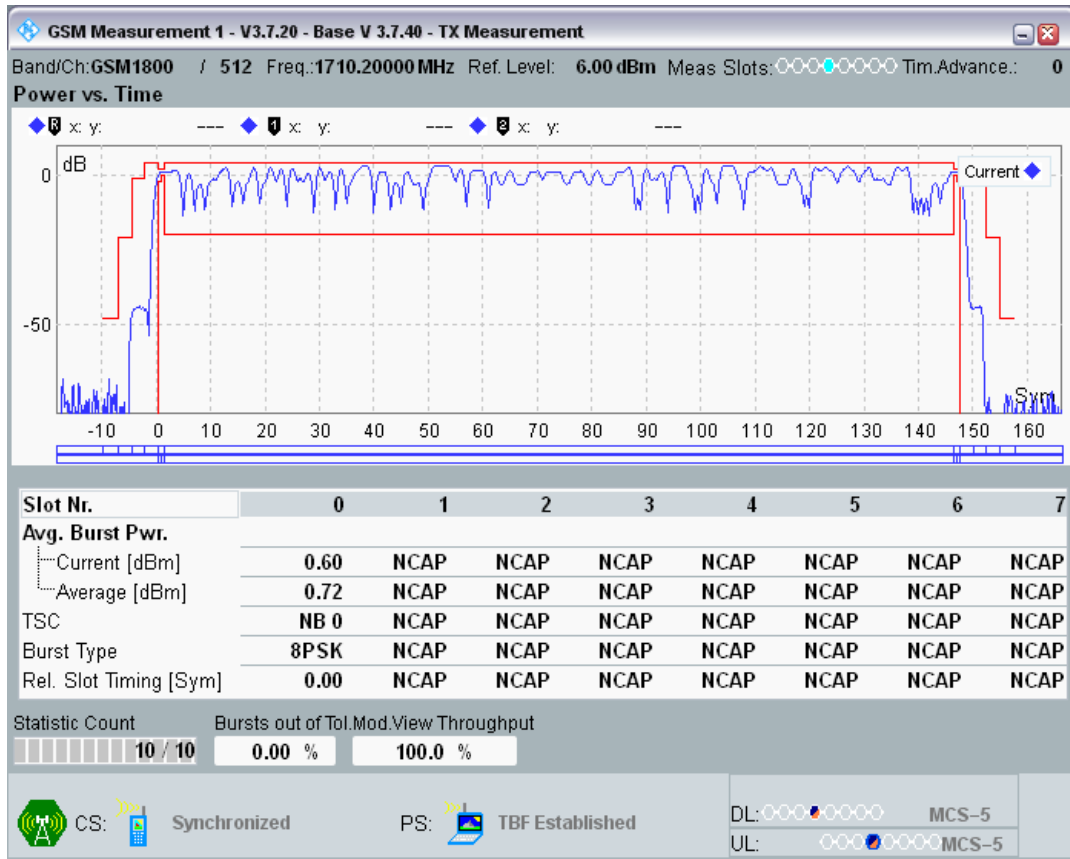 GSM Measurement 1 - V3.7.20 - Base V 3.7.40 - TX Measurement
Band/Ch:GSM1800 / 512 Freq.:1710.20000 MHz Ref. Level: 6.00 dBm Meas Slots: Tim.Advance.: 0
Power vs. Time
R x: y: --- 1 x: y: --- 2 x: y: ---
dB
Current
0
-50
Sym
-10 0 10 20 30 40 50 60 70 80 90 100 110 120 130 140 150 160
Slot Nr. 0 1 2 3 4 5 6 7
Avg. Burst Pwr.
Current [dBm] 0.60 NCAP NCAP NCAP NCAP NCAP NCAP NCAP
Average [dBm] 0.72 NCAP NCAP NCAP NCAP NCAP NCAP NCAP
TSC NB 0 NCAP NCAP NCAP NCAP NCAP NCAP NCAP
Burst Type 8PSK NCAP NCAP NCAP NCAP NCAP NCAP NCAP
Rel. Slot Timing [Sym] 0.00 NCAP NCAP NCAP NCAP NCAP NCAP NCAP
Statistic Count Bursts out of Tol.Mod.View Throughput
10 / 10 0.00 % 100.0 %
CS: Synchronized PS: TBF Established
DL: MCS-5
UL: MCS-5